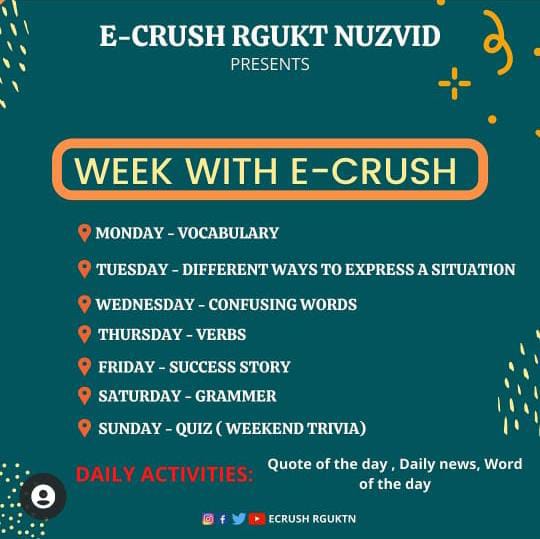 E-CRUSH RGUKT NUZVID
PRESENTS
WEEK WITH E-CRUSH
MONDAY - VOCABULARY
TUESDAY - DIFFERENT WAYS TO EXPRESS A SITUATION
WEDNESDAY - CONFUSING WORDS
THURSDAY - VERBS
FRIDAY - SUCCESS STORY
SATURDAY - GRAMMER
SUNDAY - QUIZ ( WEEKEND TRIVIA)
DAILY ACTIVITIES:
Quote of the day , Daily news, Word
of the day
ECRUSH RGUKTN